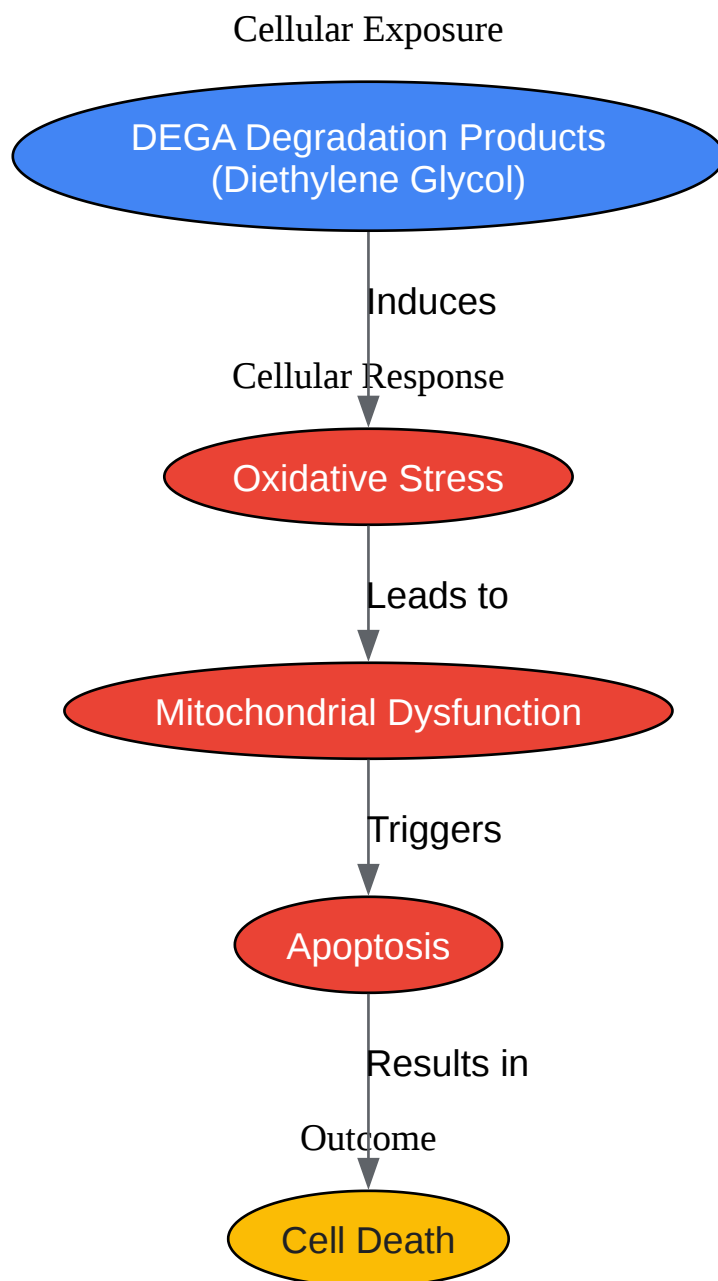 Cellular Exposure
DEGA Degradation Products
(Diethylene Glycol)
Induces
Cellular Response
Oxidative Stress
Leads to
Mitochondrial Dysfunction
Triggers
Apoptosis
Results in
Outcome
Cell Death